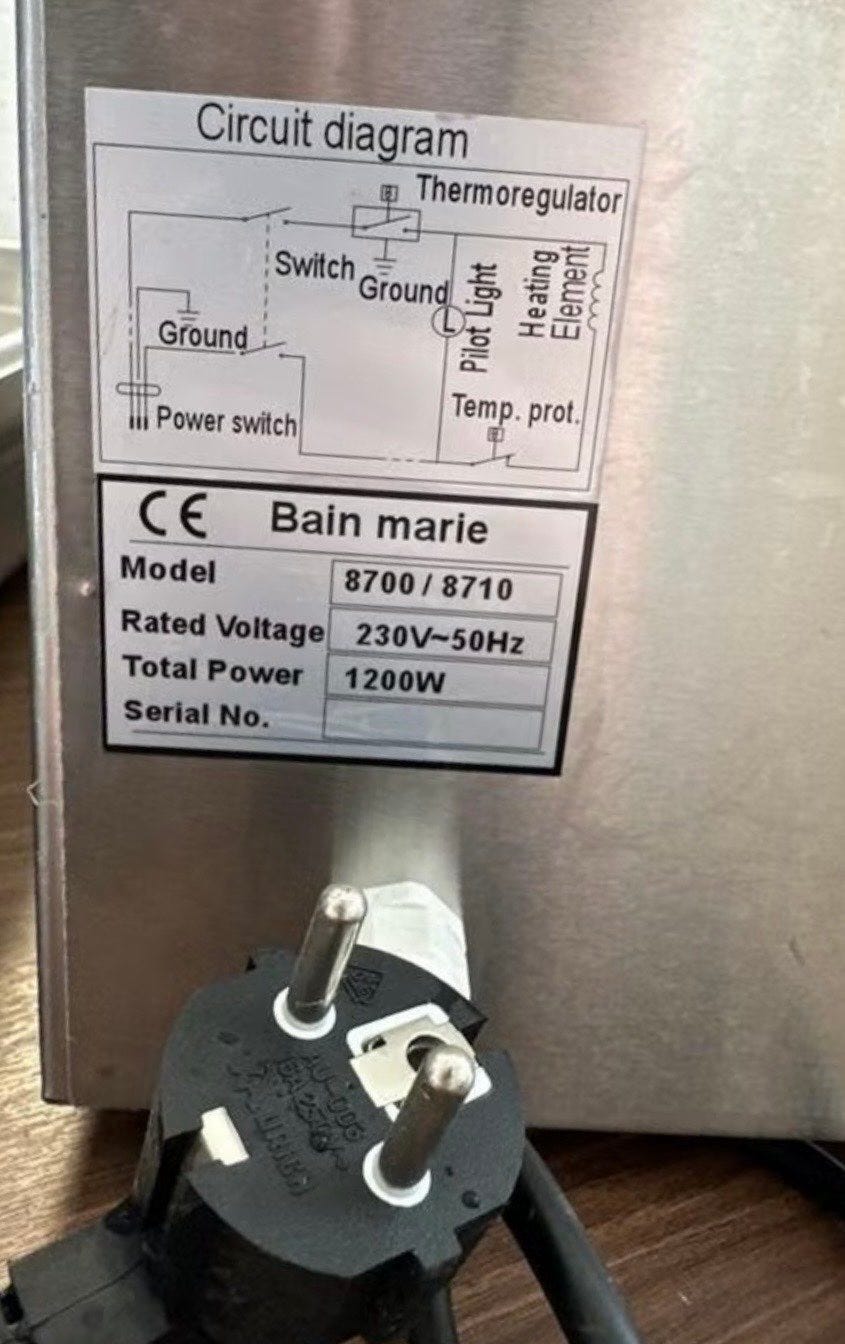 Circuit diagram
Thermoregulator
Switch
Ground
Pilot Light
Heating
Element
Ground
Temp. prot.
Power switch
CE Bain marie
Model 8700 / 8710
Rated Voltage 230V~50Hz
Total Power 1200W
Serial No.